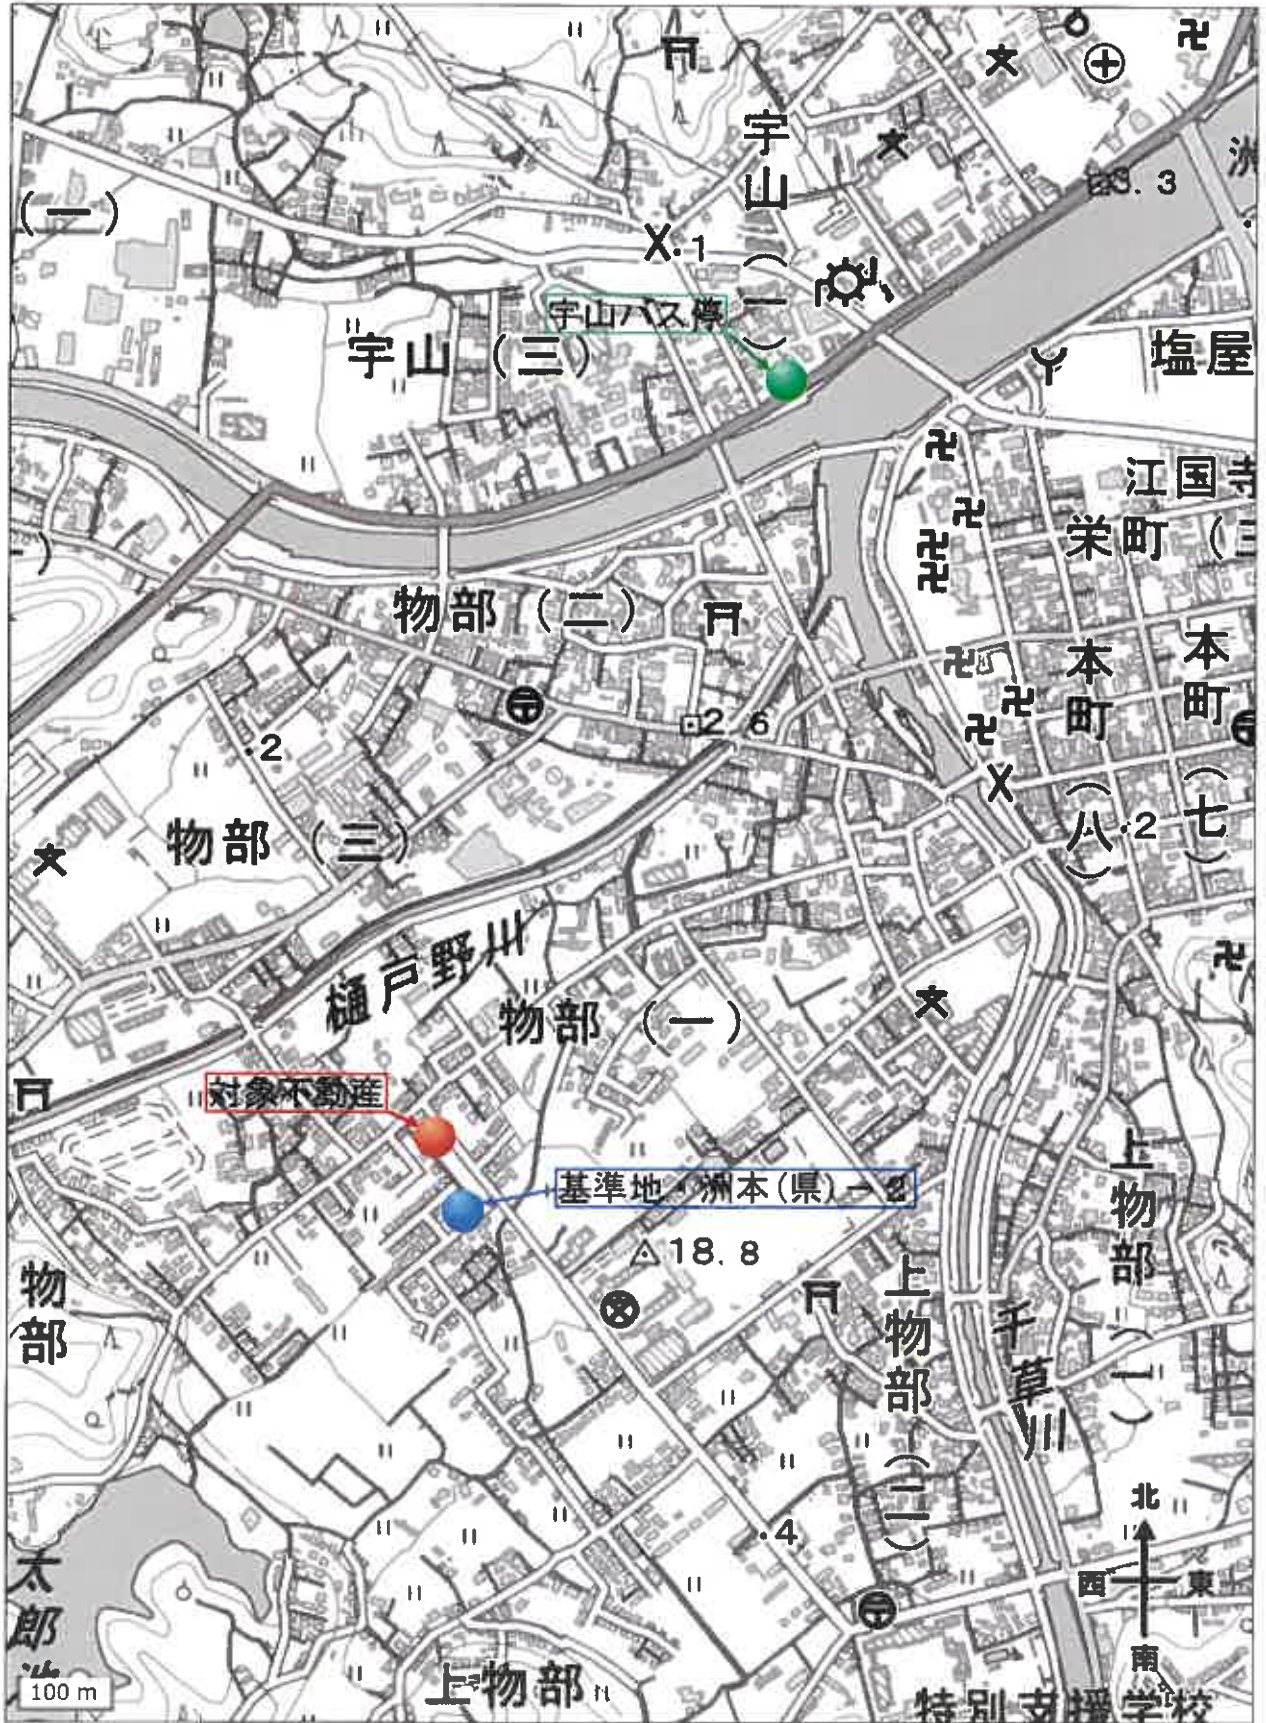 宇山(一)
3.3
洲
(二)
.1
宇山バス停
宇山(三)
塩屋
江国寺
栄町
物部(二)
本町(八)
本町(七)
2.6
.2
物部(三)
.2
樋戸野川
物部(一)
対象不動産
基準地・洲本(県)-2
18.8
上物部(一)
物部
上物部(二)
千草川
北
.4
西
東
太郎池
南
100 m
上物部
特別支援学校